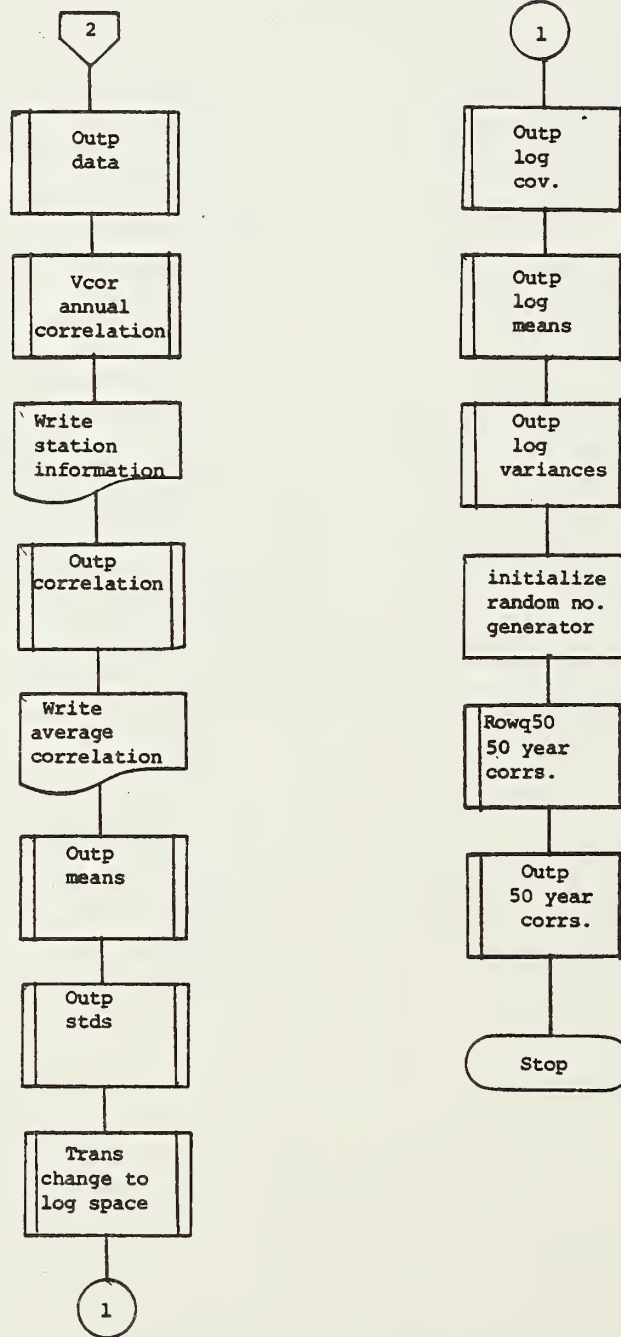 2
Outp
data
Vcor
annual
correlation
Write
station
information
Outp
correlation
Write
average
correlation
Outp
means
Outp
stds
Trans
change to
log space
1
1
Outp
log
cov.
Outp
log
means
Outp
log
variances
initialize
random no.
generator
Rowq50
50 year
corrs.
Outp
50 year
corrs.
Stop